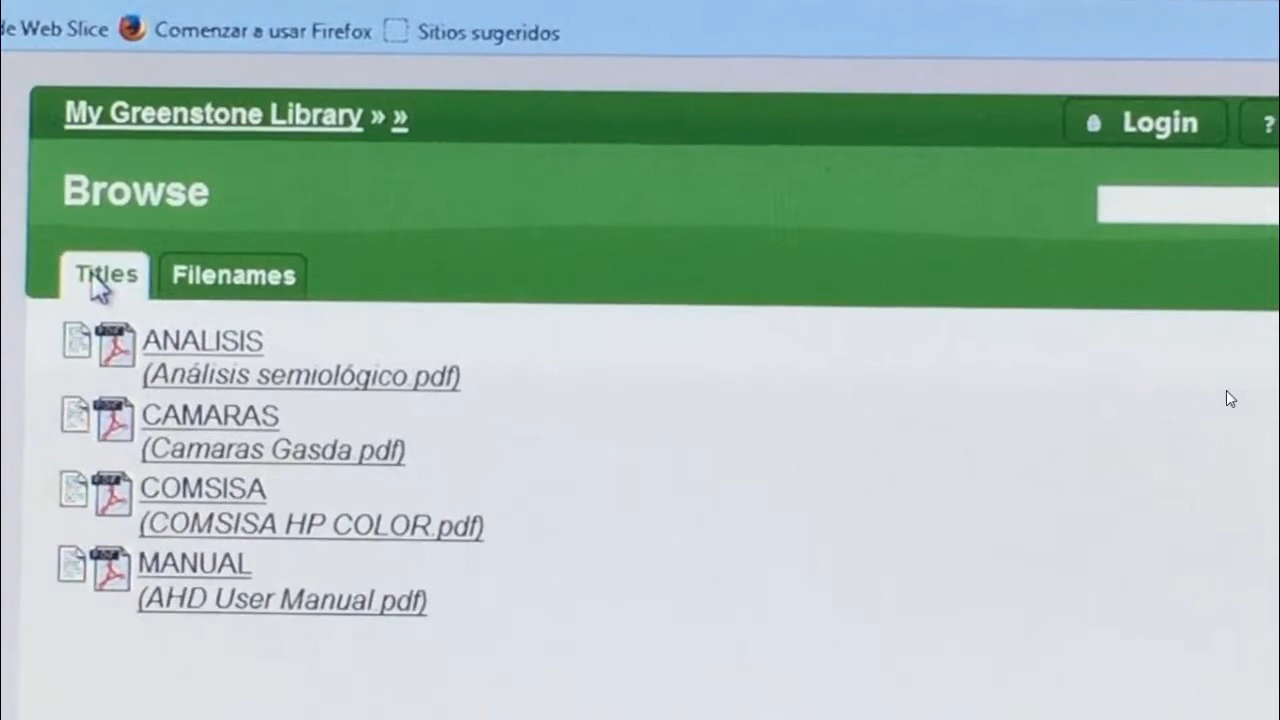 de Web Slice Comenzar a usar Firefox Sitios sugeridos
My Greenstone Library » »
Login ?
Browse
Titles Filenames
ANALISIS
(Análisis semiológico.pdf)
CAMARAS
(Camaras Gasda.pdf)
COMSISA
(COMSISA HP COLOR.pdf)
MANUAL
(AHD User Manual.pdf)